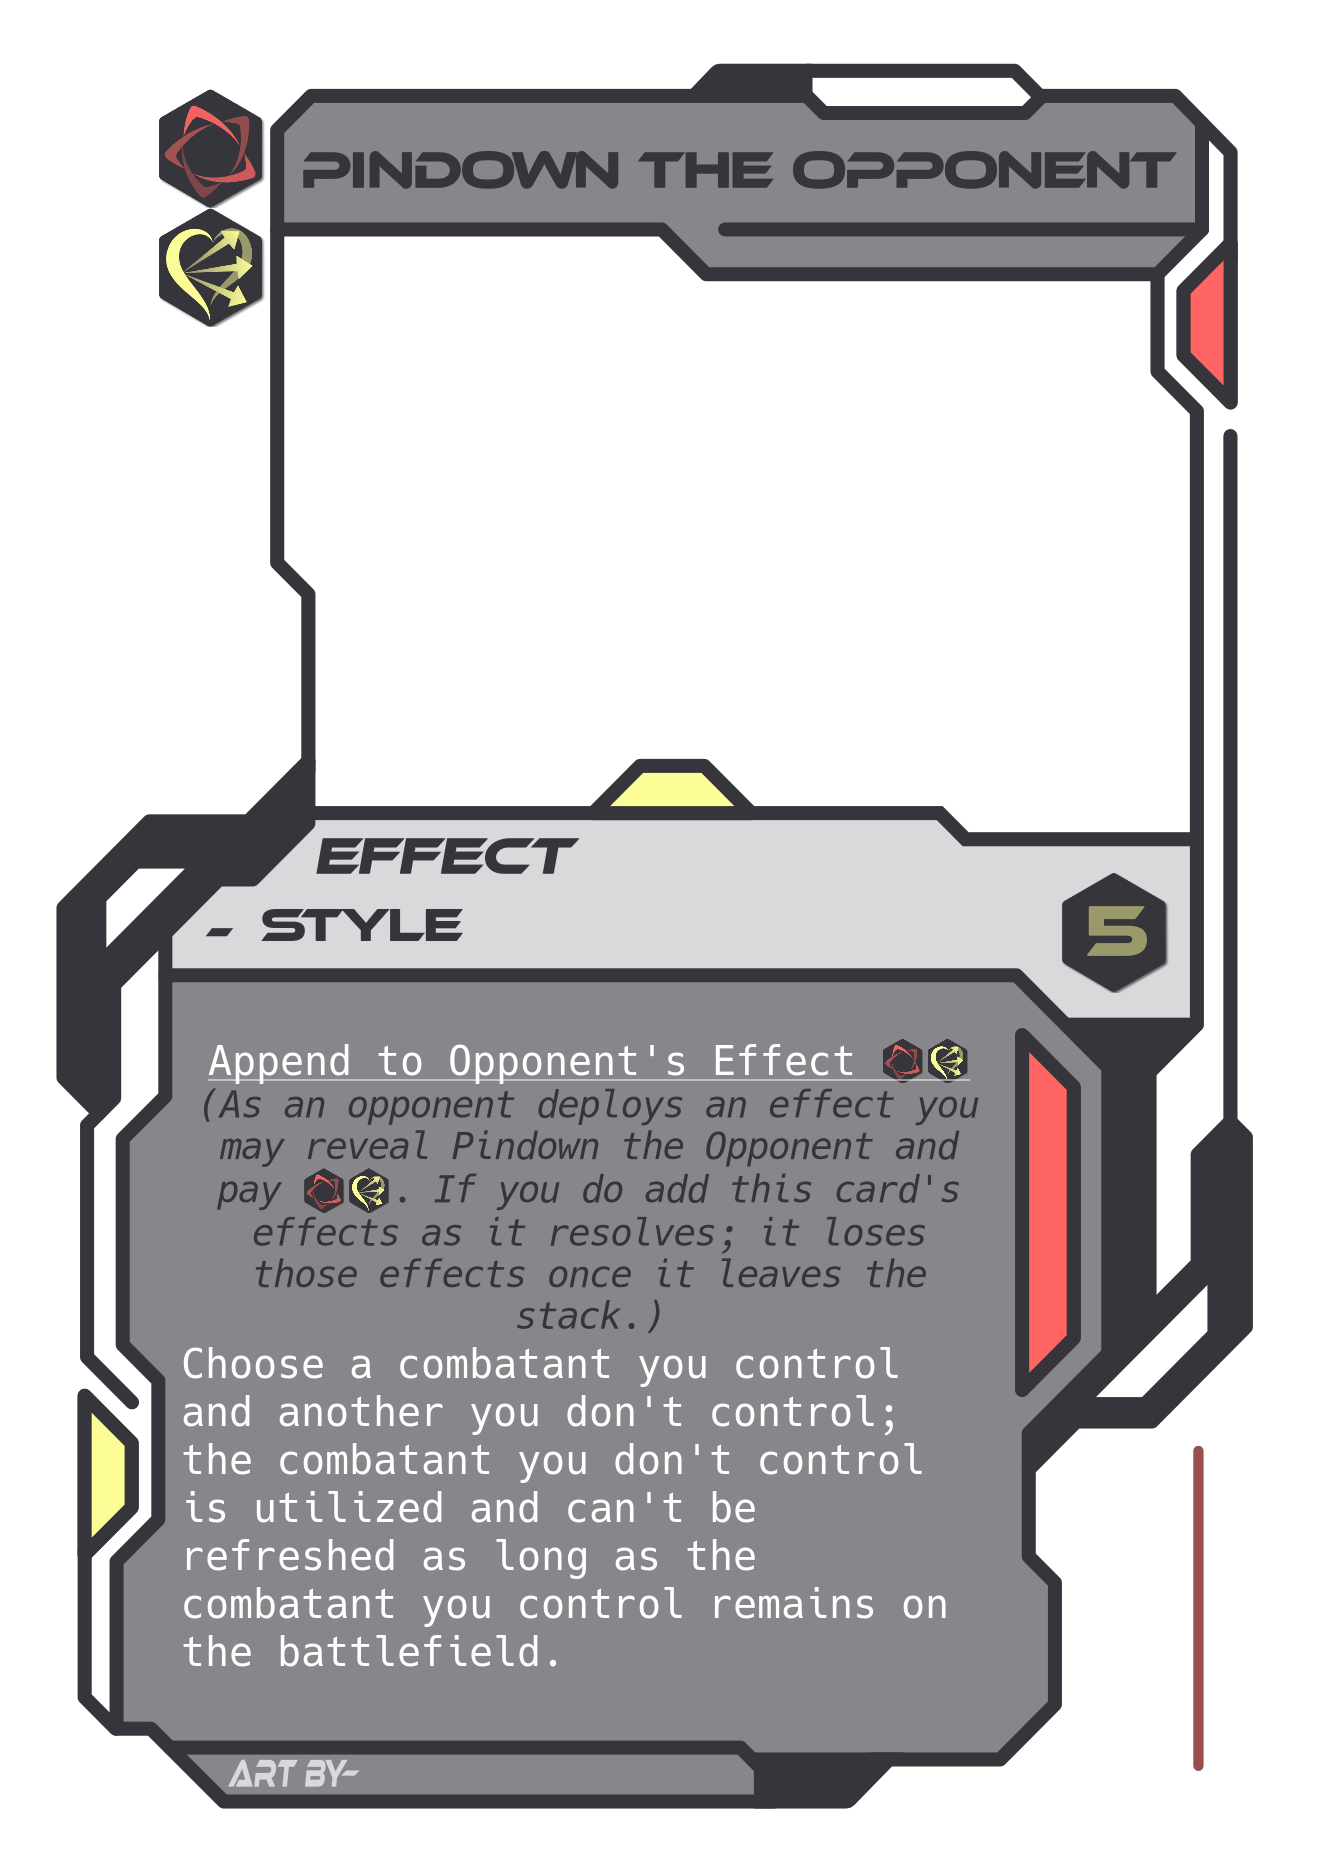 PINDOWN THE OPPONENT
EFFECT
- STYLE
5
Append to Opponent's Effect
(As an opponent deploys an effect you
may reveal Pindown the Opponent and
pay . If you do add this card's
effects as it resolves; it loses
those effects once it leaves the
stack.)
Choose a combatant you control
and another you don't control;
the combatant you don't control
is utilized and can't be
refreshed as long as the
combatant you control remains on
the battlefield.
ART BY-